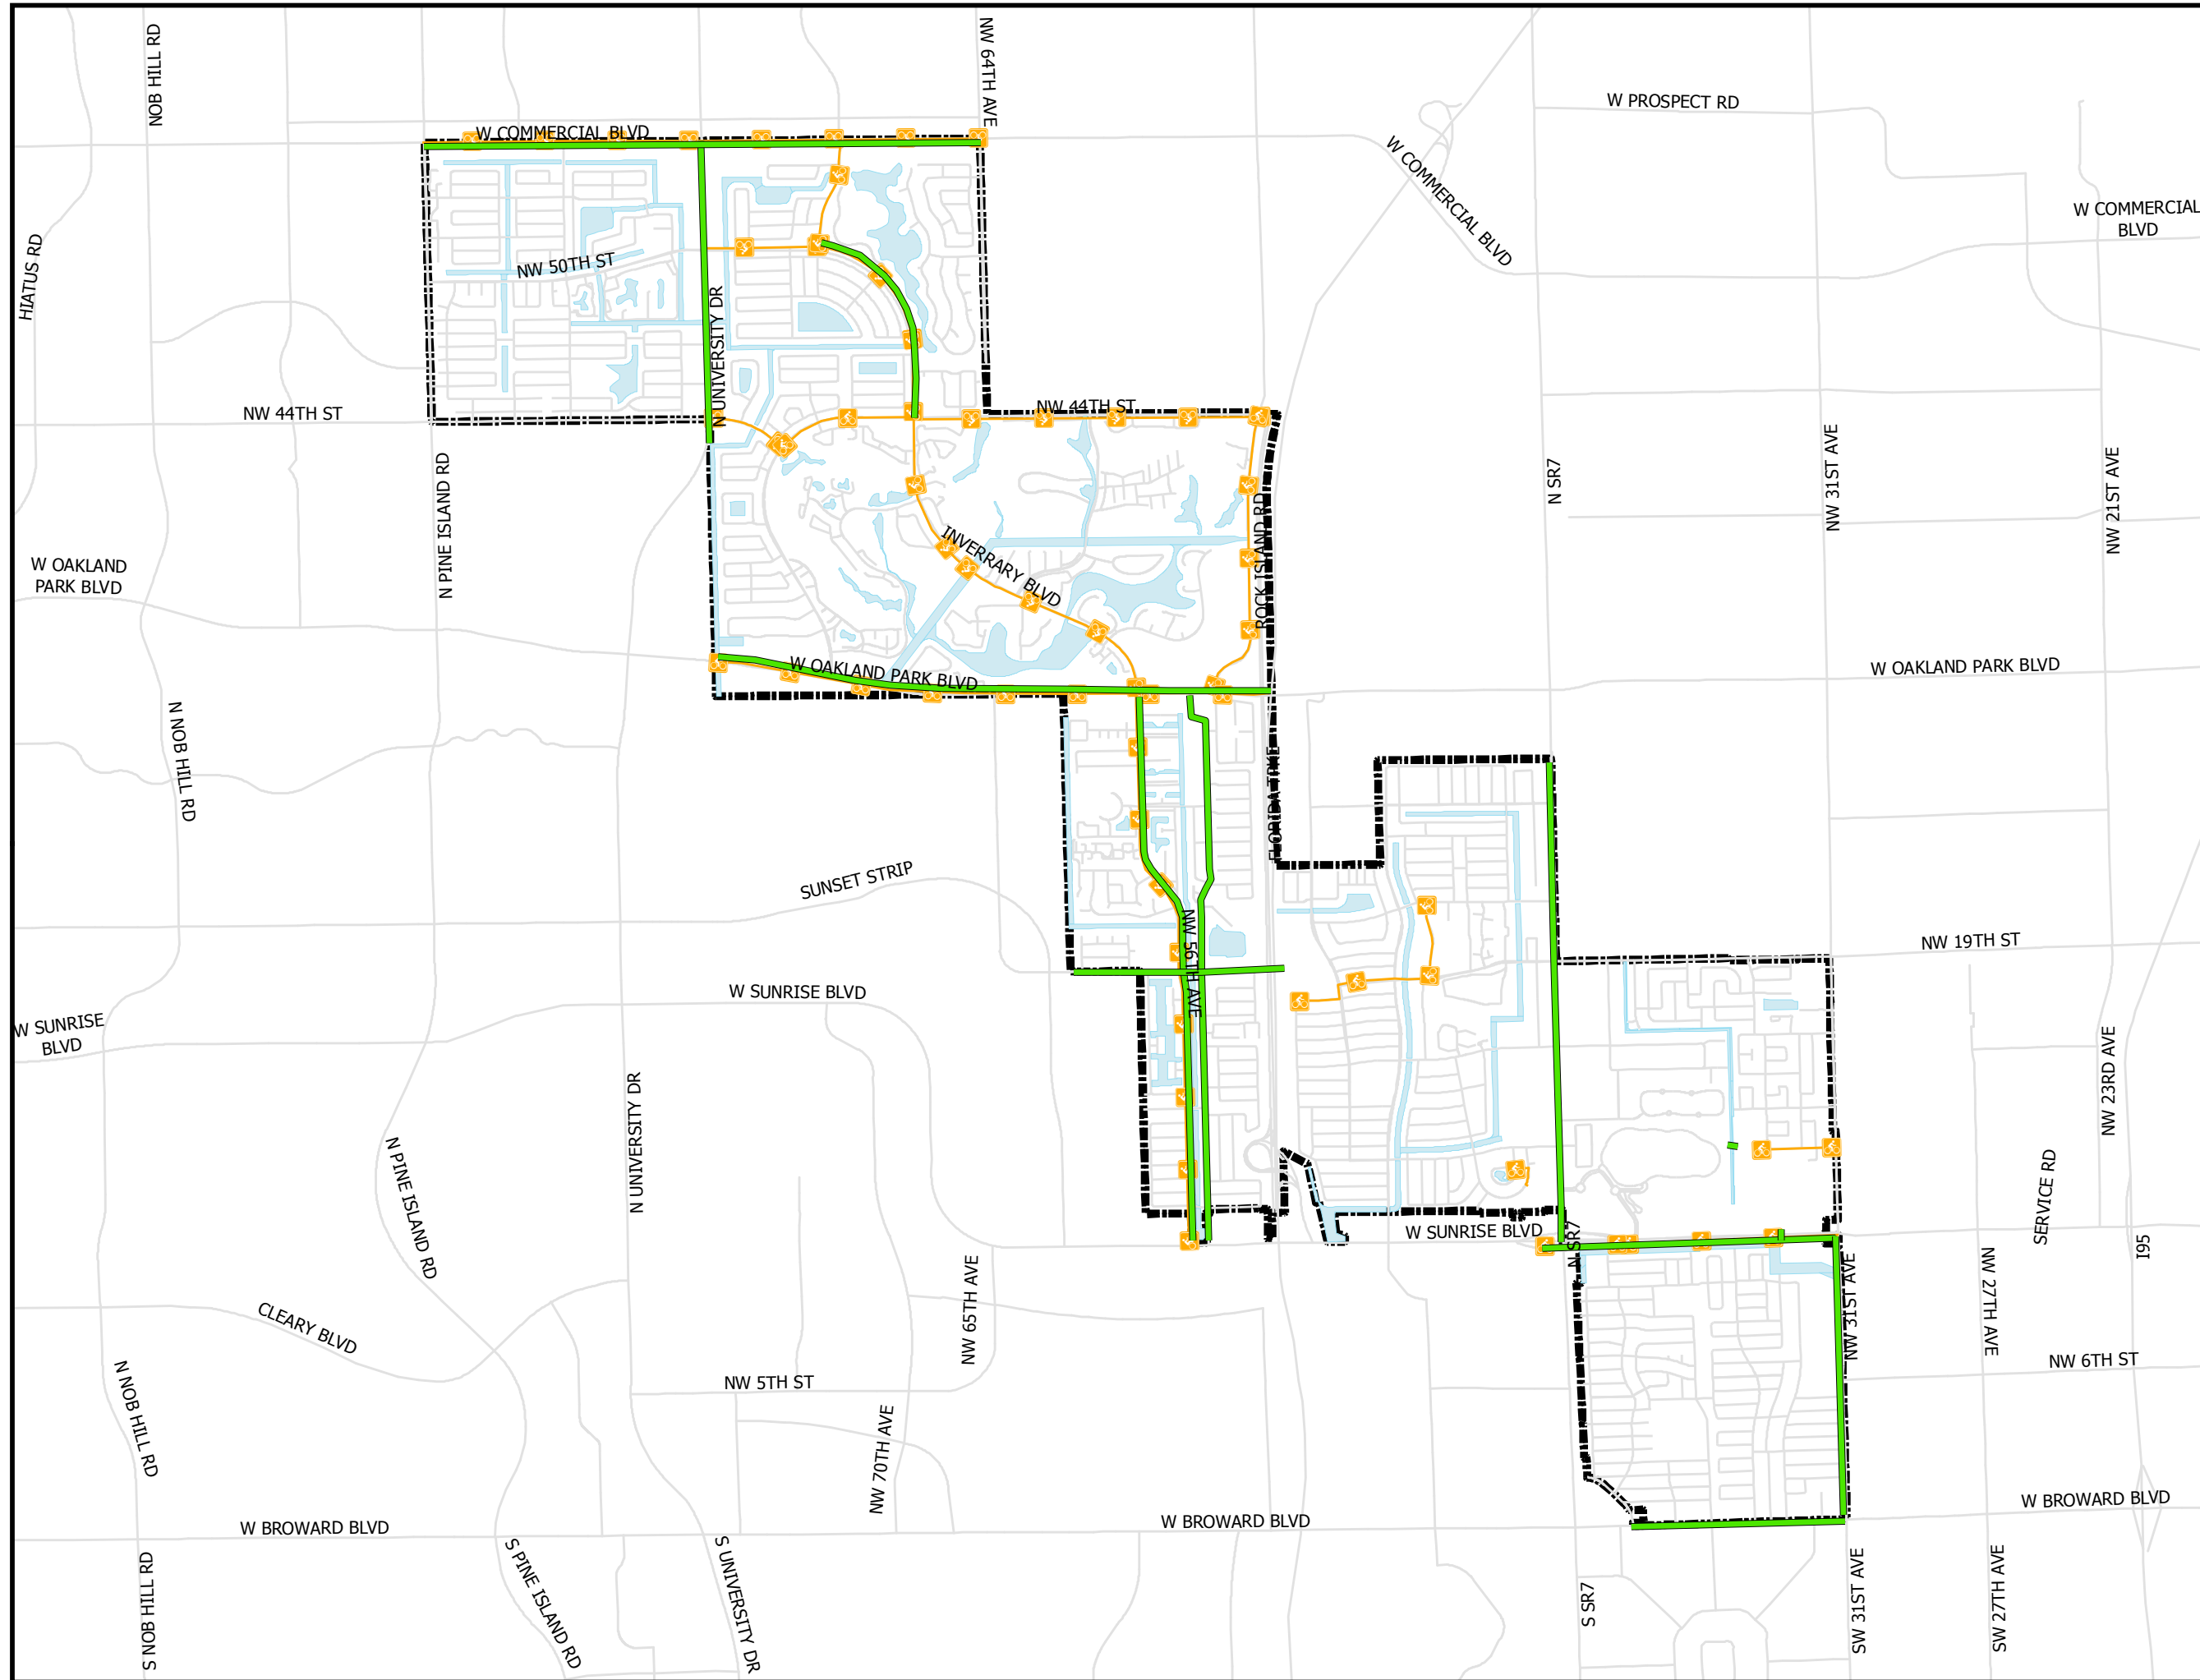 NOB HILL RD
NW 64TH AVE
W PROSPECT RD
W COMMERCIAL BLVD
W COMMERCIAL BLVD
W COMMERCIAL
BLVD
HIATUS RD
NW 50TH ST
N UNIVERSITY DR
NW 44TH ST
NW 44TH ST
N PINE ISLAND RD
N SR7
NW 31ST AVE
NW 21ST AVE
W OAKLAND
PARK BLVD
INVERRARY BLVD
ROCK ISLAND RD
W OAKLAND PARK BLVD
W OAKLAND PARK BLVD
N NOB HILL RD
FLORIDA TPKE
SUNSET STRIP
NW 56TH AVE
NW 19TH ST
W SUNRISE BLVD
W SUNRISE
BLVD
N UNIVERSITY DR
NW 23RD AVE
N PINE ISLAND RD
SERVICE RD
W SUNRISE BLVD
N SR7
I95
NW 65TH AVE
NW 31ST AVE
NW 27TH AVE
CLEARY BLVD
NW 6TH ST
N NOB HILL RD
NW 5TH ST
NW 70TH AVE
W BROWARD BLVD
W BROWARD BLVD
W BROWARD BLVD
S NOB HILL RD
S PINE ISLAND RD
S UNIVERSITY DR
S SR7
SW 31ST AVE
SW 27TH AVE